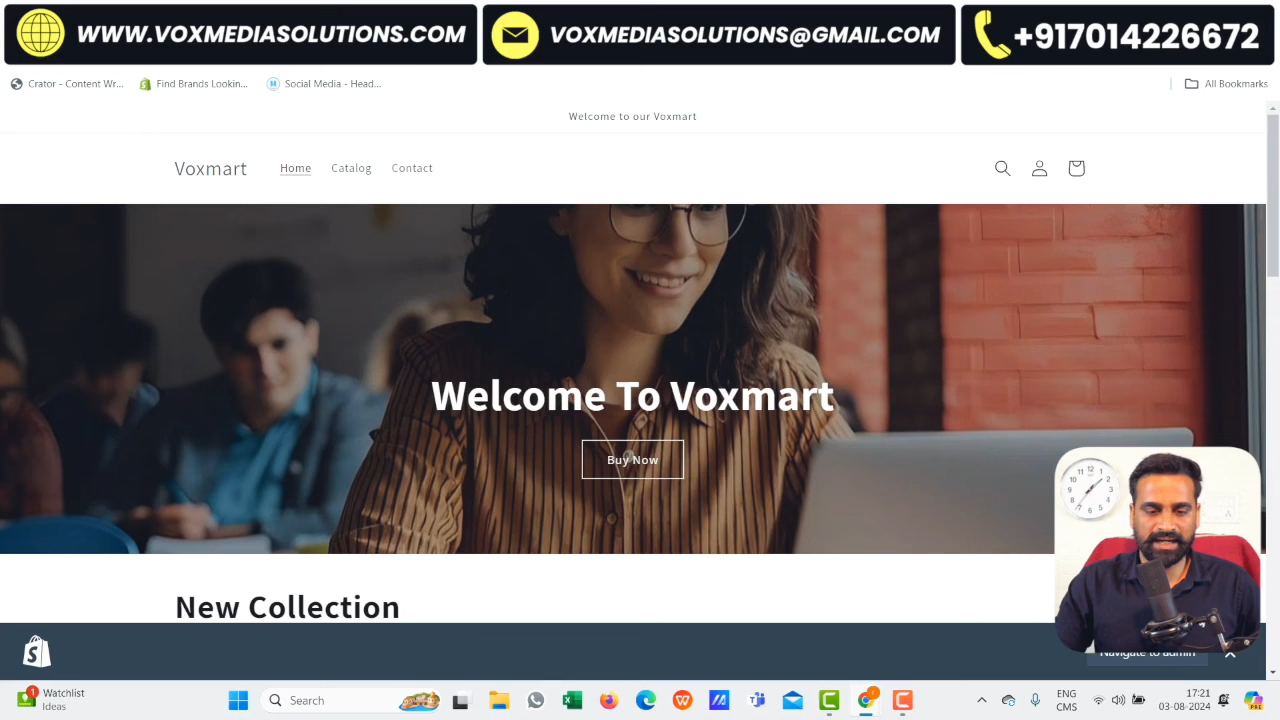 WWW.VOXMEDIASOLUTIONS.COM
VOXMEDIASOLUTIONS@GMAIL.COM
+917014226672
Crator - Content Wr...
Find Brands Lookin...
Social Media - Head...
All Bookmarks
Welcome to our Voxmart
Voxmart
Home
Catalog
Contact
Welcome To Voxmart
Buy Now
New Collection
Navigate to admin
1
Watchlist
Ideas
Search
ENG
CMS
17:21
03-08-2024